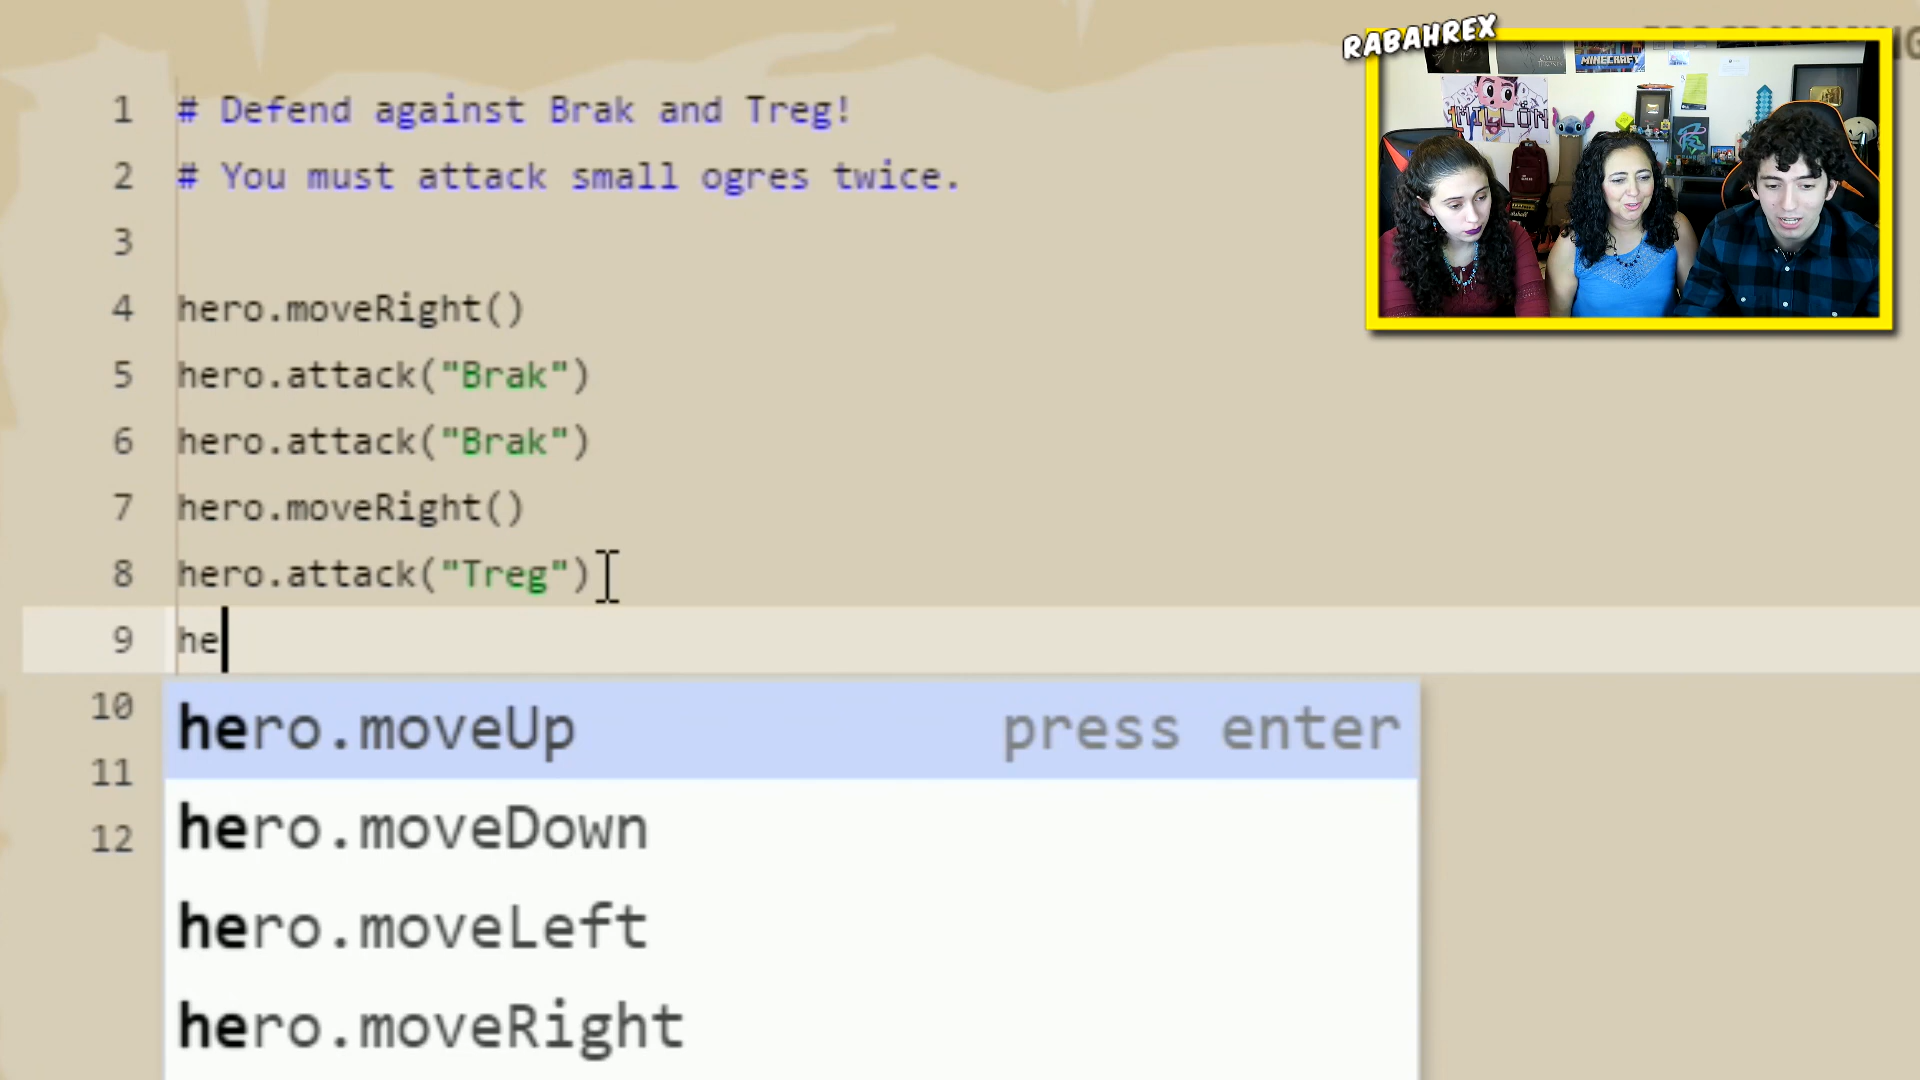 RABAHREX
MINECRAFT
MILLÓN
1 # Defend against Brak and Treg!
2 # You must attack small ogres twice.
3
4 hero.moveRight()
5 hero.attack("Brak")
6 hero.attack("Brak")
7 hero.moveRight()
8 hero.attack("Treg")
9 he
10
11
12
hero.moveUp press enter
hero.moveDown
hero.moveLeft
hero.moveRight